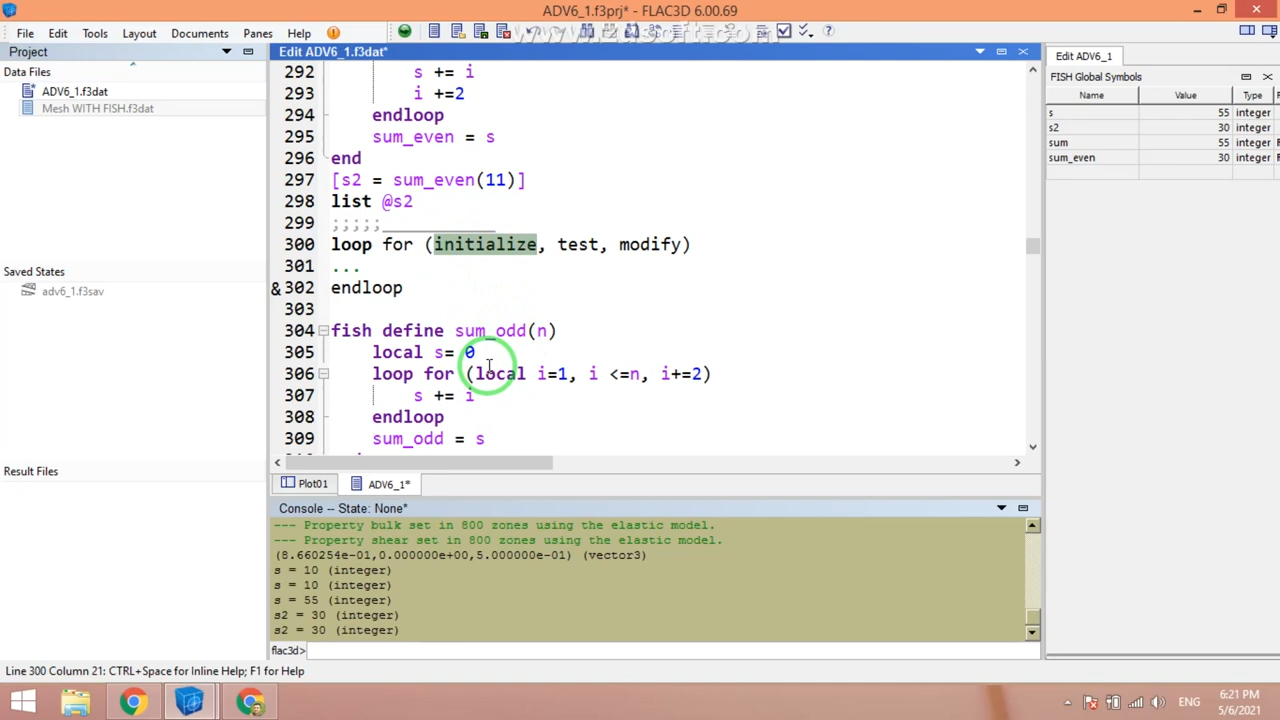 ADV6_1.f3prj* - FLAC3D 6.00.69
File Edit Tools Layout Documents Panes Help
Project
Edit ADV6_1.f3dat*
Edit ADV6_1
Data Files
ADV6_1.f3dat
Mesh WITH FISH.f3dat
Saved States
adv6_1.f3sav
Result Files
292 s += i
293 i +=2
294 endloop
295 sum_even = s
296 end
297 [s2 = sum_even(11)]
298 list @s2
299 ;;;;;____________
300 loop for (initialize, test, modify)
301 ...
&302 endloop
303
304 fish define sum_odd(n)
305 local s= 0
306 loop for (local i=1, i <=n, i+=2)
307 s += i
308 endloop
309 sum_odd = s
Plot01 ADV6_1*
FISH Global Symbols
Name Value Type
s 55 integer
s2 30 integer
sum 55 integer
sum_even 30 integer
Console -- State: None*
--- Property bulk set in 800 zones using the elastic model.
--- Property shear set in 800 zones using the elastic model.
(8.660254e-01,0.000000e+00,5.000000e-01) (vector3)
s = 10 (integer)
s = 10 (integer)
s = 55 (integer)
s2 = 30 (integer)
s2 = 30 (integer)
flac3d>
Line 300 Column 21: CTRL+Space for Inline Help; F1 for Help
ENG
6:21 PM
5/6/2021